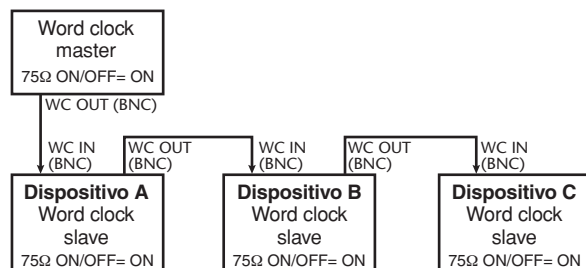 Word clock
master
75Ω ON/OFF= ON
WC OUT (BNC)
WC IN
(BNC)
WC OUT
(BNC)
WC IN
(BNC)
WC OUT
(BNC)
WC IN
(BNC)
Dispositivo A
Word clock
slave
75Ω ON/OFF= ON
Dispositivo B
Word clock
slave
75Ω ON/OFF= ON
Dispositivo C
Word clock
slave
75Ω ON/OFF= ON